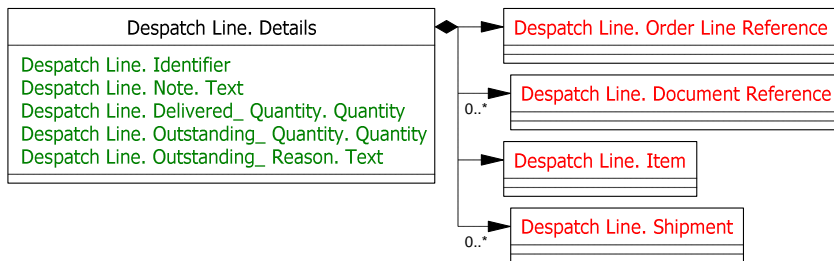 Despatch Line. Details
Despatch Line. Identifier
Despatch Line. Note. Text
Despatch Line. Delivered_ Quantity. Quantity
Despatch Line. Outstanding_ Quantity. Quantity
Despatch Line. Outstanding_ Reason. Text
Despatch Line. Order Line Reference
Despatch Line. Document Reference
0..*
Despatch Line. Item
Despatch Line. Shipment
0..*